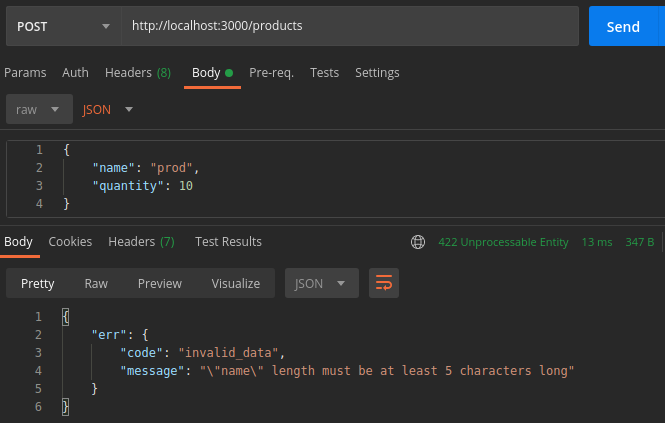 POST http://localhost:3000/products Send
Params Auth Headers (8) Body Pre-req. Tests Settings
raw JSON
1 {
2 "name": "prod",
3 "quantity": 10
4 }
Body Cookies Headers (7) Test Results 422 Unprocessable Entity 13 ms 347 B
Pretty Raw Preview Visualize JSON
1 {
2 "err": {
3 "code": "invalid_data",
4 "message": "\"name\" length must be at least 5 characters long"
5 }
6 }